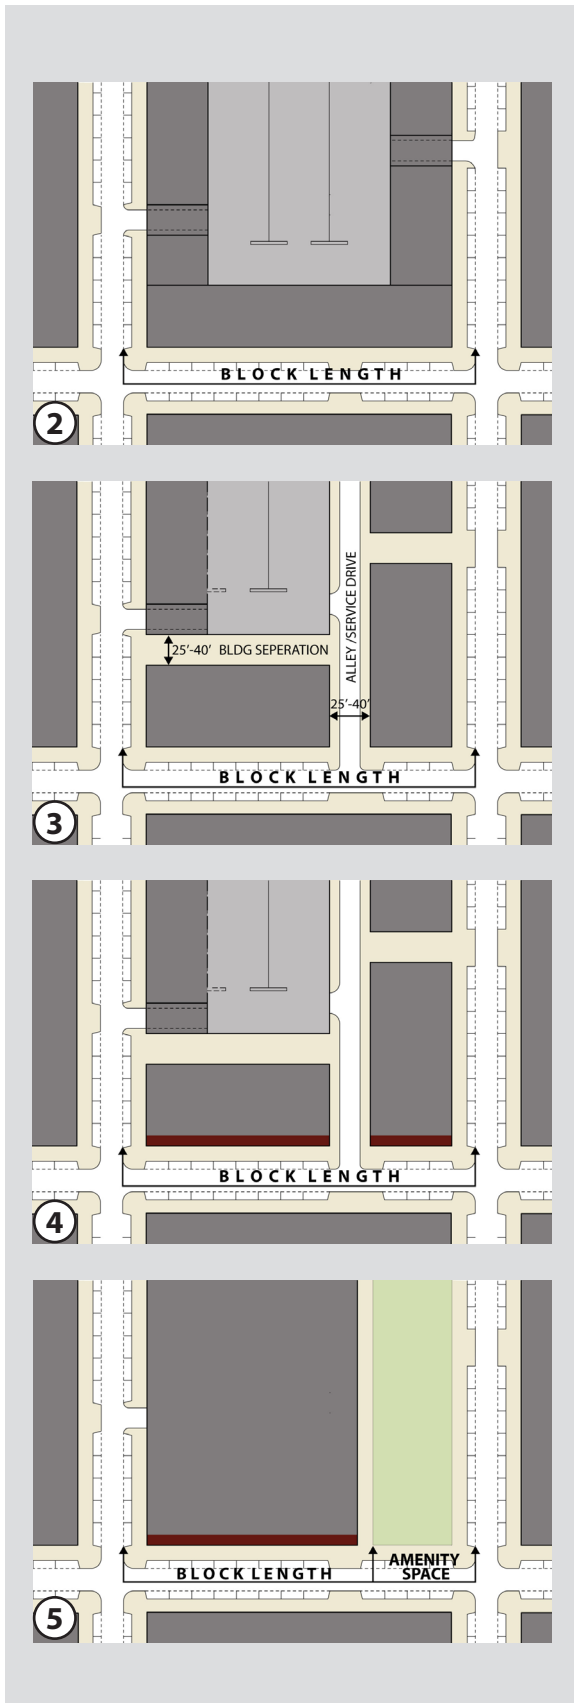 BLOCK LENGTH
2
ALLEY /SERVICE DRIVE
25'-40' BLDG SEPERATION
25'-40'
BLOCK LENGTH
3
BLOCK LENGTH
4
AMENITY
SPACE
BLOCK LENGTH
5